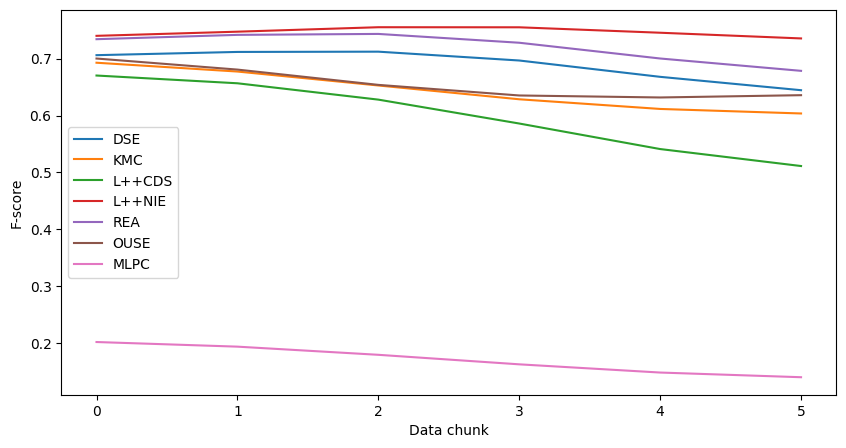 0.7
0.6
0.5
0.4
0.3
0.2
F-score
DSE
KMC
L++CDS
L++NIE
REA
OUSE
MLPC
0 1 2 3 4 5
Data chunk